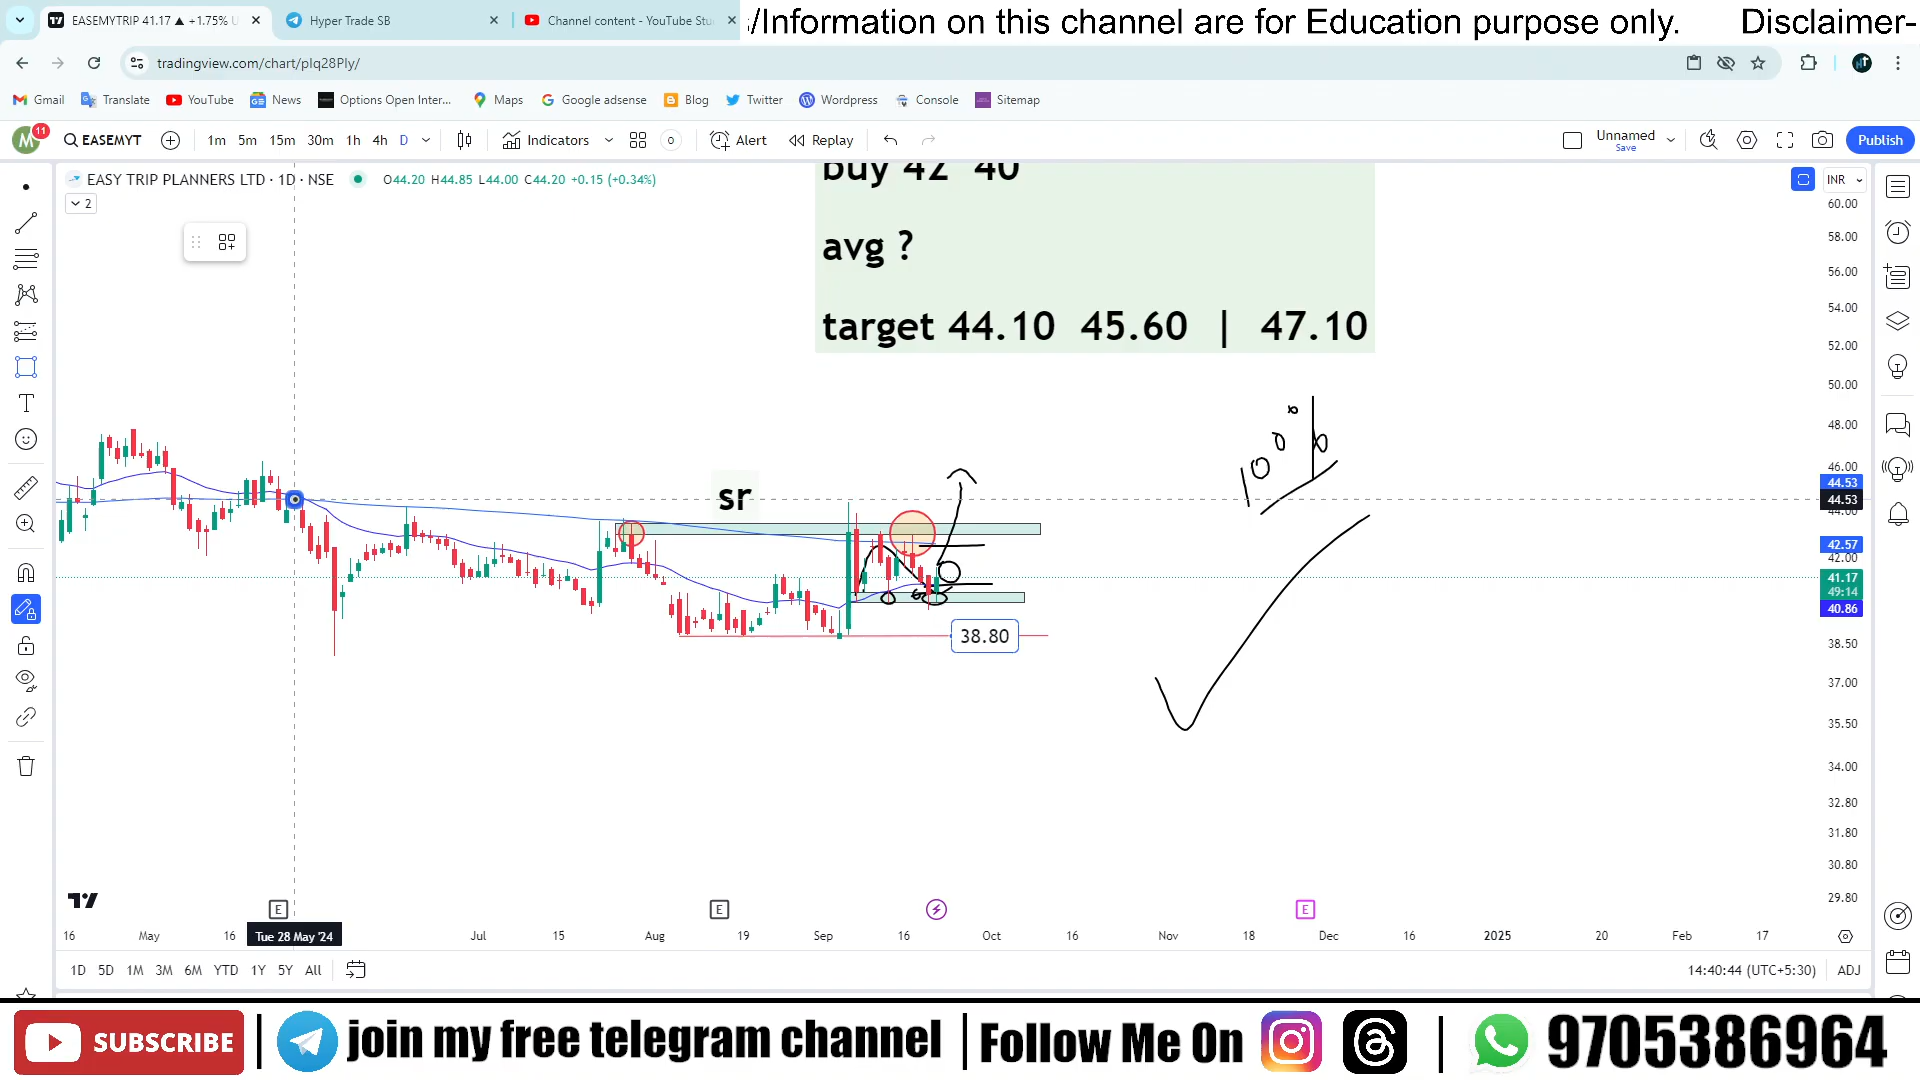 EASEMYTRIP 41.17 ▲ +1.75% U
Hyper Trade SB
Channel content - YouTube Stu
/Information on this channel are for Education purpose only.
Disclaimer-
tradingview.com/chart/pIq28PIy/
Gmail
Translate
YouTube
News
Options Open Inter...
Maps
Google adsense
Blog
Twitter
Wordpress
Console
Sitemap
M
11
EASEMYT
1m 5m 15m 30m 1h 4h D
Indicators
Alert
Replay
Unnamed
Save
Publish
EASY TRIP PLANNERS LTD · 1D · NSE
O44.20 H44.85 L44.00 C44.20 +0.15 (+0.34%)
2
INR
buy 42 40
avg ?
target 44.10 45.60 | 47.10
100%
sr
38.80
60.00
58.00
56.00
54.00
52.00
50.00
48.00
46.00
44.53
44.53
44.00
42.57
42.00
41.17
49:14
40.86
38.50
37.00
35.50
34.00
32.80
31.80
30.80
29.80
E
E
E
16 May 16 Tue 28 May '24 Jul 15 Aug 19 Sep 16 Oct 16 Nov 18 Dec 16 2025 20 Feb 17
1D 5D 1M 3M 6M YTD 1Y 5Y All
14:40:44 (UTC+5:30)
ADJ
SUBSCRIBE
join my free telegram channel
Follow Me On
9705386964